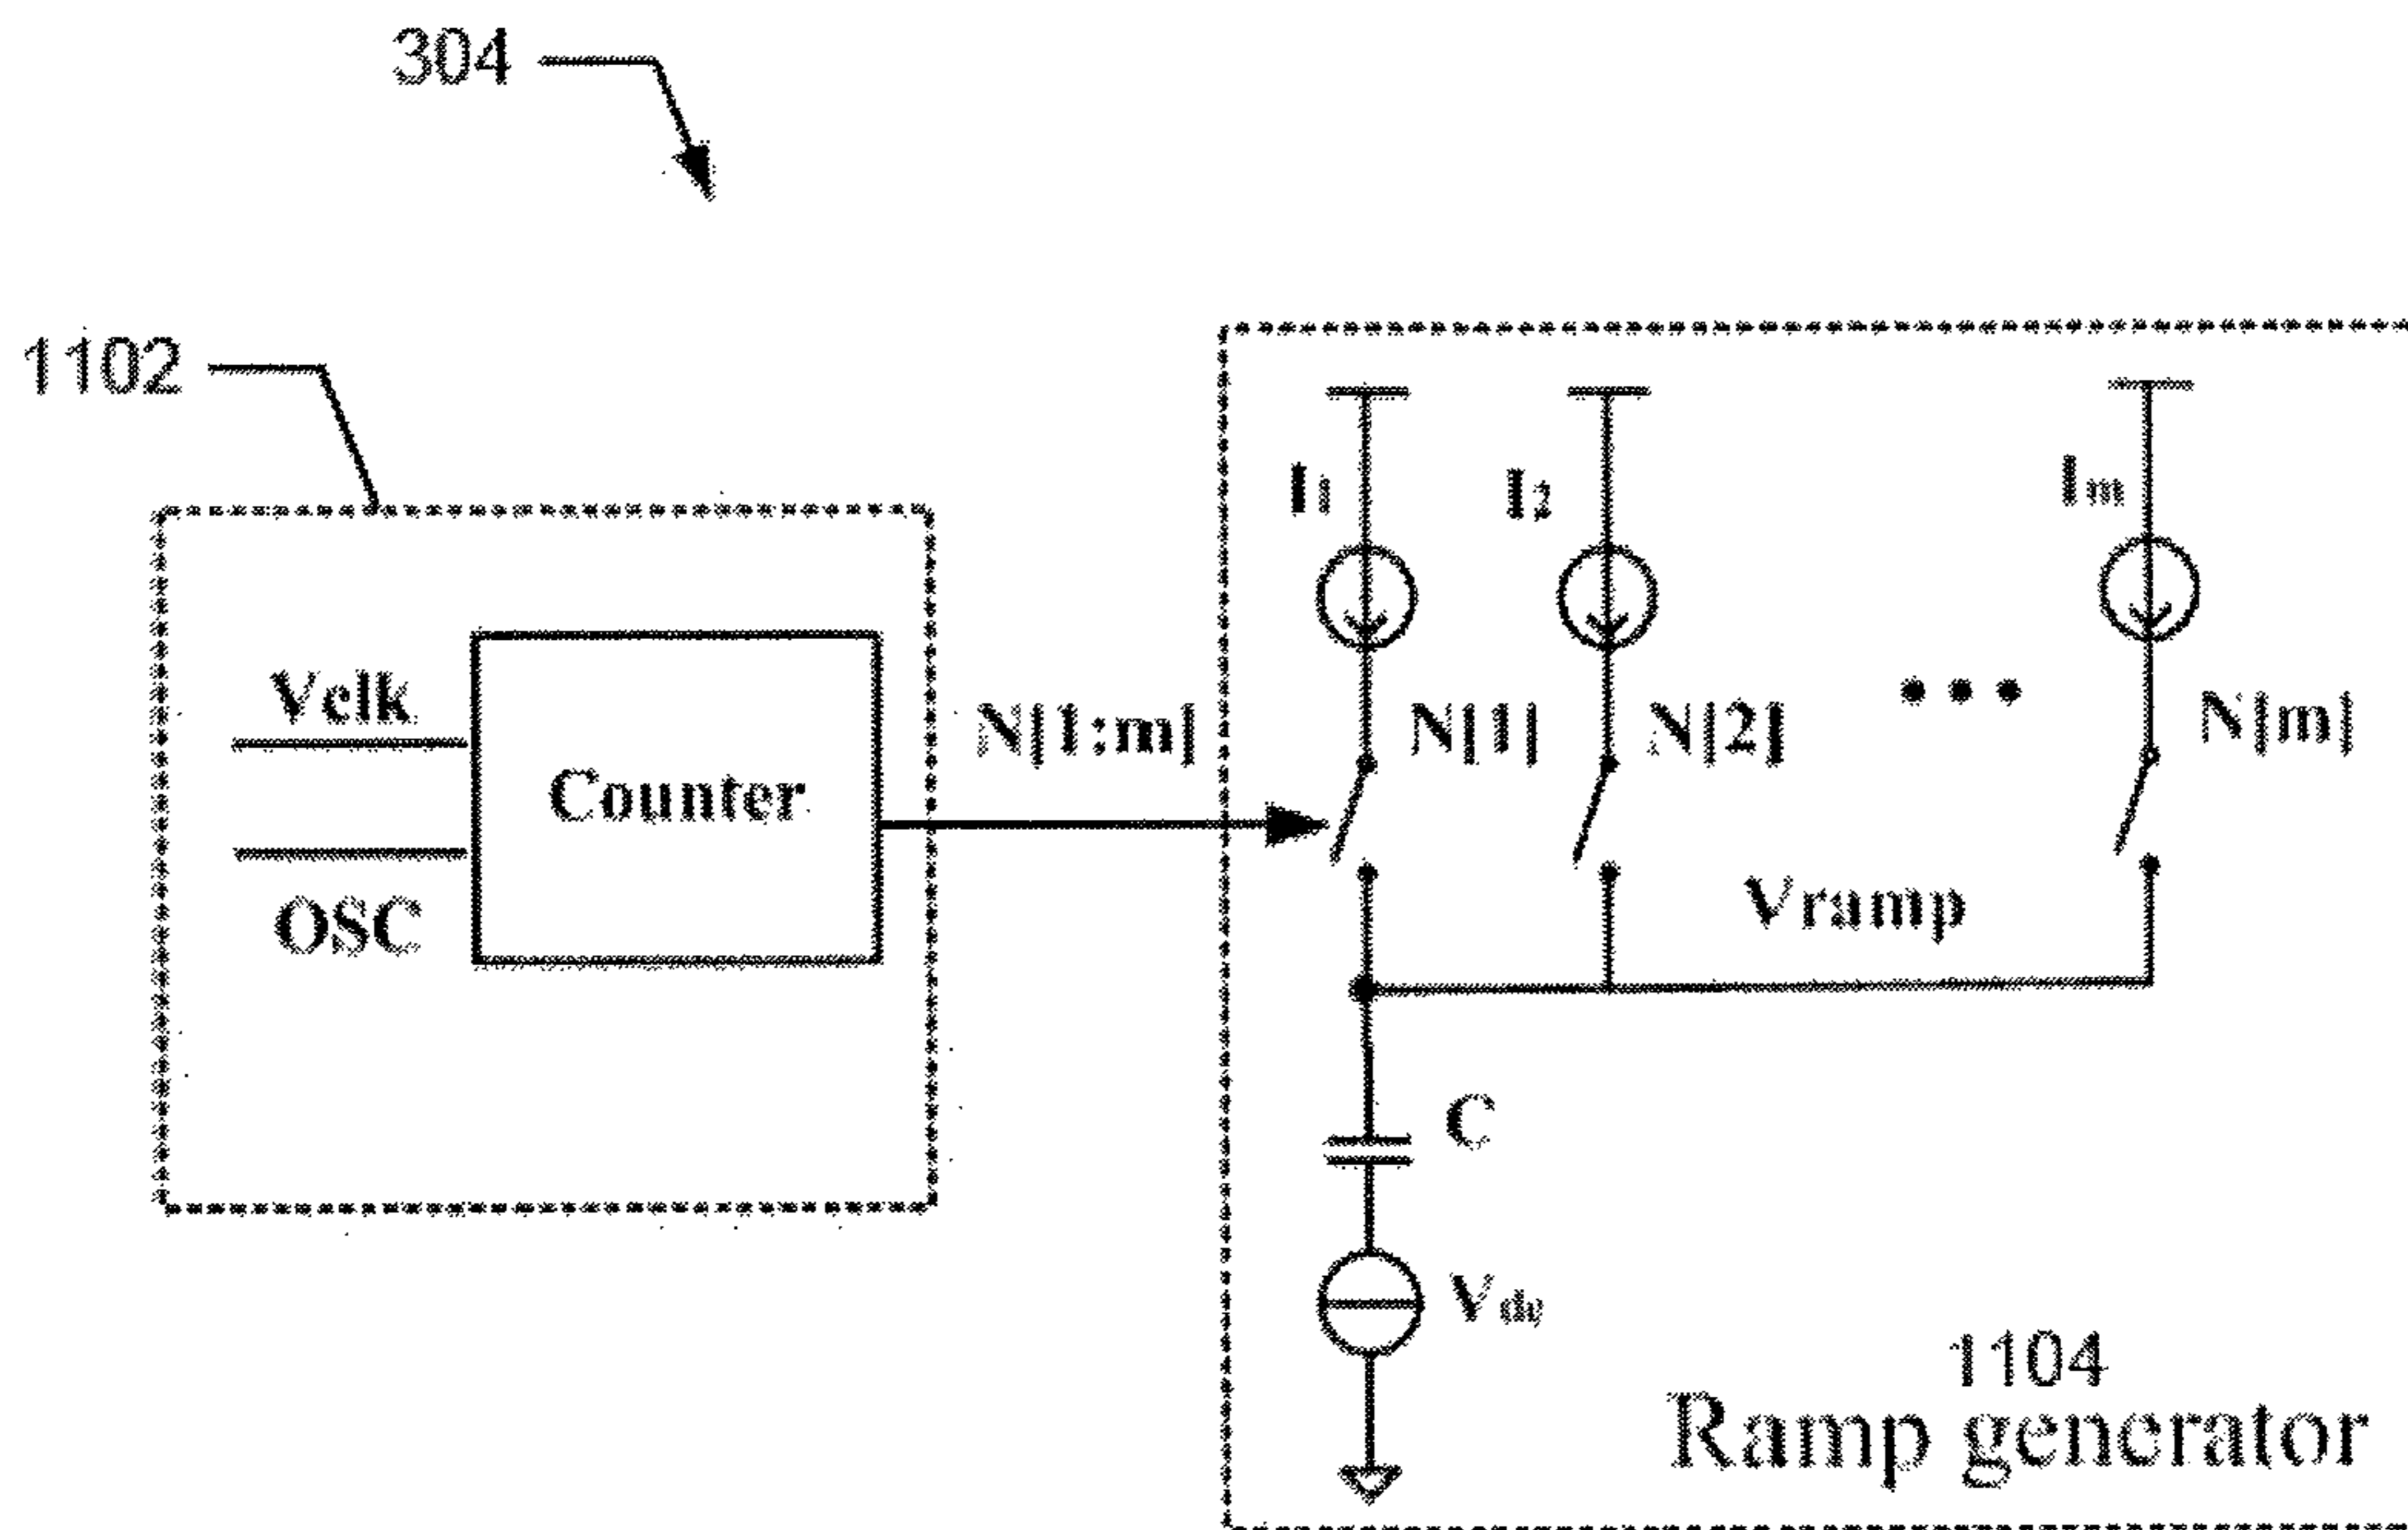 304
1102
Vclk
OSC
Counter
N[1:m]
I1
I2
Im
N[1]
N[2]
N[m]
Vramp
C
Vdc
1104
Ramp generator